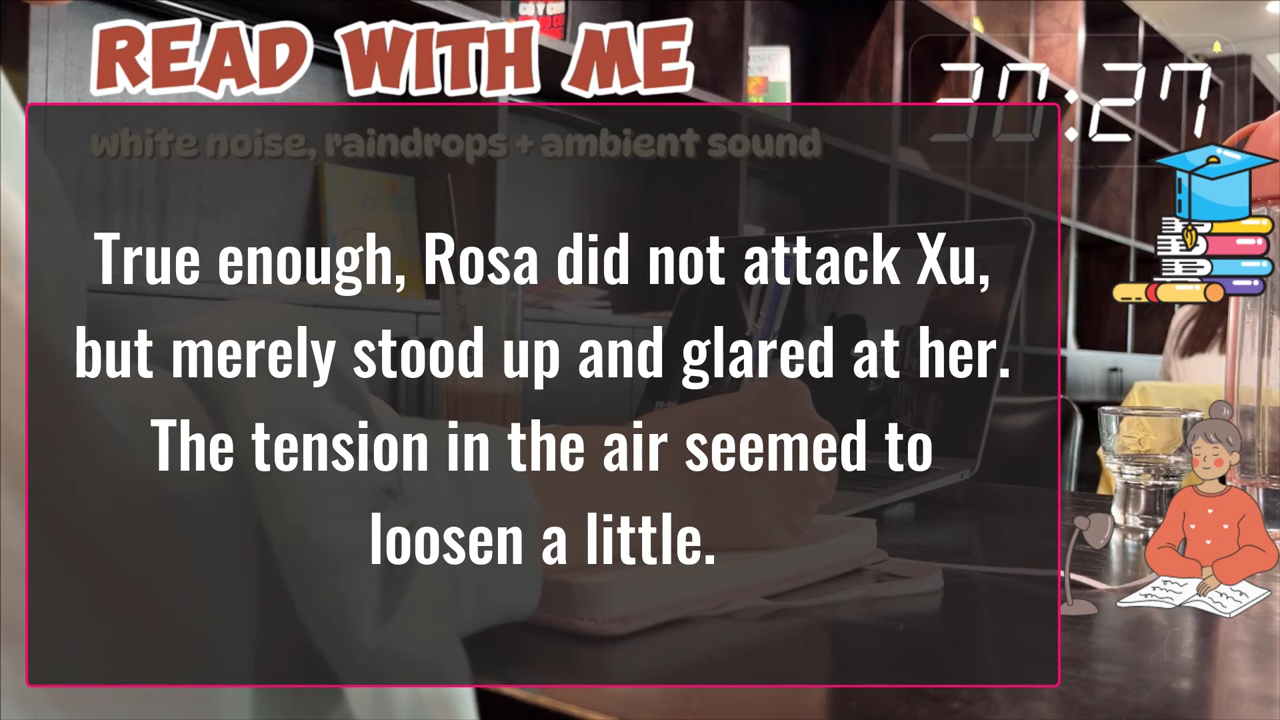 READ WITH ME
30:27
white noise, raindrops + ambient sound
True enough, Rosa did not attack Xu,
but merely stood up and glared at her.
The tension in the air seemed to
loosen a little.